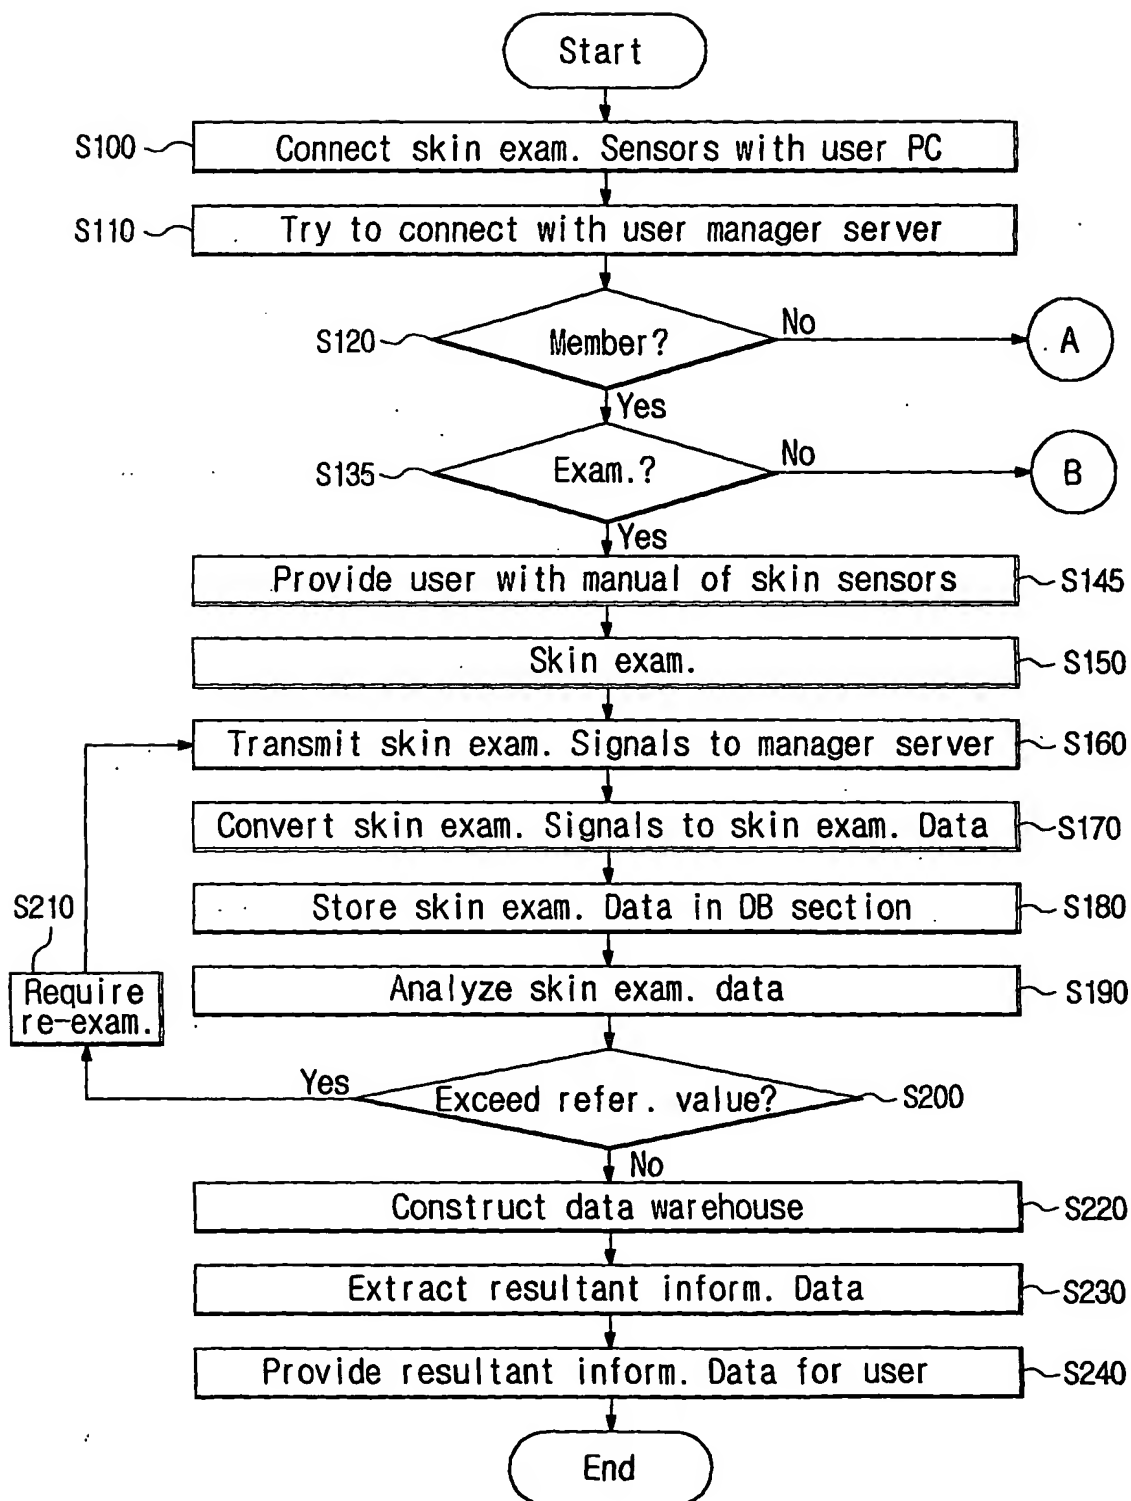 Start
S100
Connect skin exam. Sensors with user PC
S110
Try to connect with user manager server
S120
Member?
No
A
Yes
S135
Exam.?
No
B
Yes
Provide user with manual of skin sensors
S145
Skin exam.
S150
Transmit skin exam. Signals to manager server
S160
Convert skin exam. Signals to skin exam. Data
S170
S210
Store skin exam. Data in DB section
S180
Require
re-exam.
Analyze skin exam. data
S190
Yes
Exceed refer. value?
S200
No
Construct data warehouse
S220
Extract resultant inform. Data
S230
Provide resultant inform. Data for user
S240
End